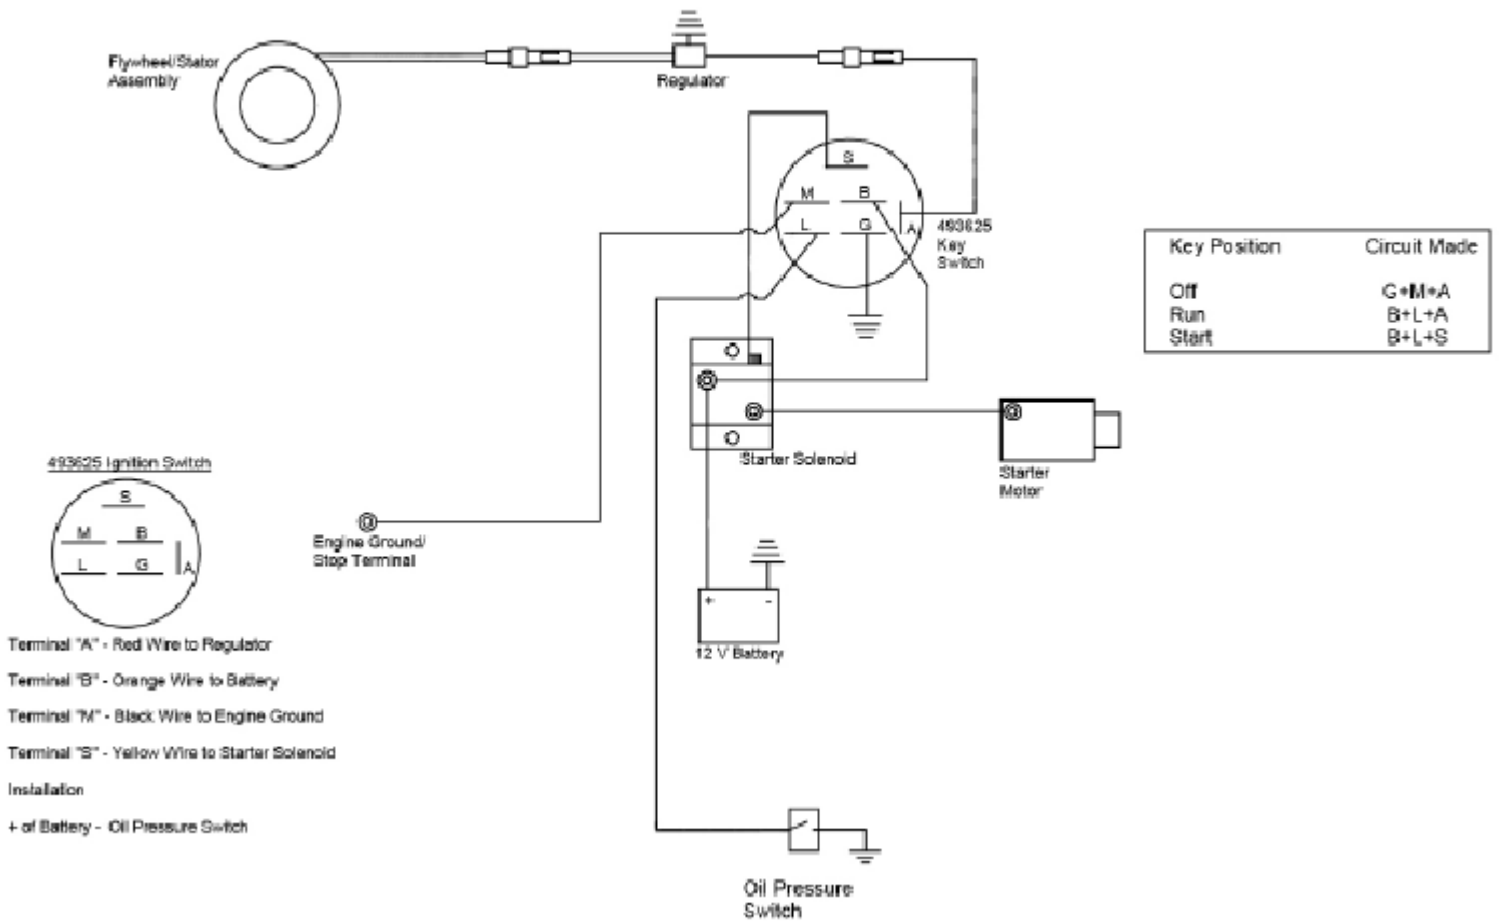 Flywheel/Stator
Assembly
Regulator
S
M B
L G A
493625
Key
Switch
Key Position Circuit Made
Off G+M+A
Run B+L+A
Start B+L+S
Starter Solenoid
Starter
Motor
493625 Ignition Switch
S
M B
L G A
Engine Ground/
Stop Terminal
+ -
12 V Battery
Terminal "A" - Red Wire to Regulator
Terminal "B" - Orange Wire to Battery
Terminal "M" - Black Wire to Engine Ground
Terminal "S" - Yellow Wire to Starter Solenoid
Installation
+ of Battery - Oil Pressure Switch
Oil Pressure
Switch